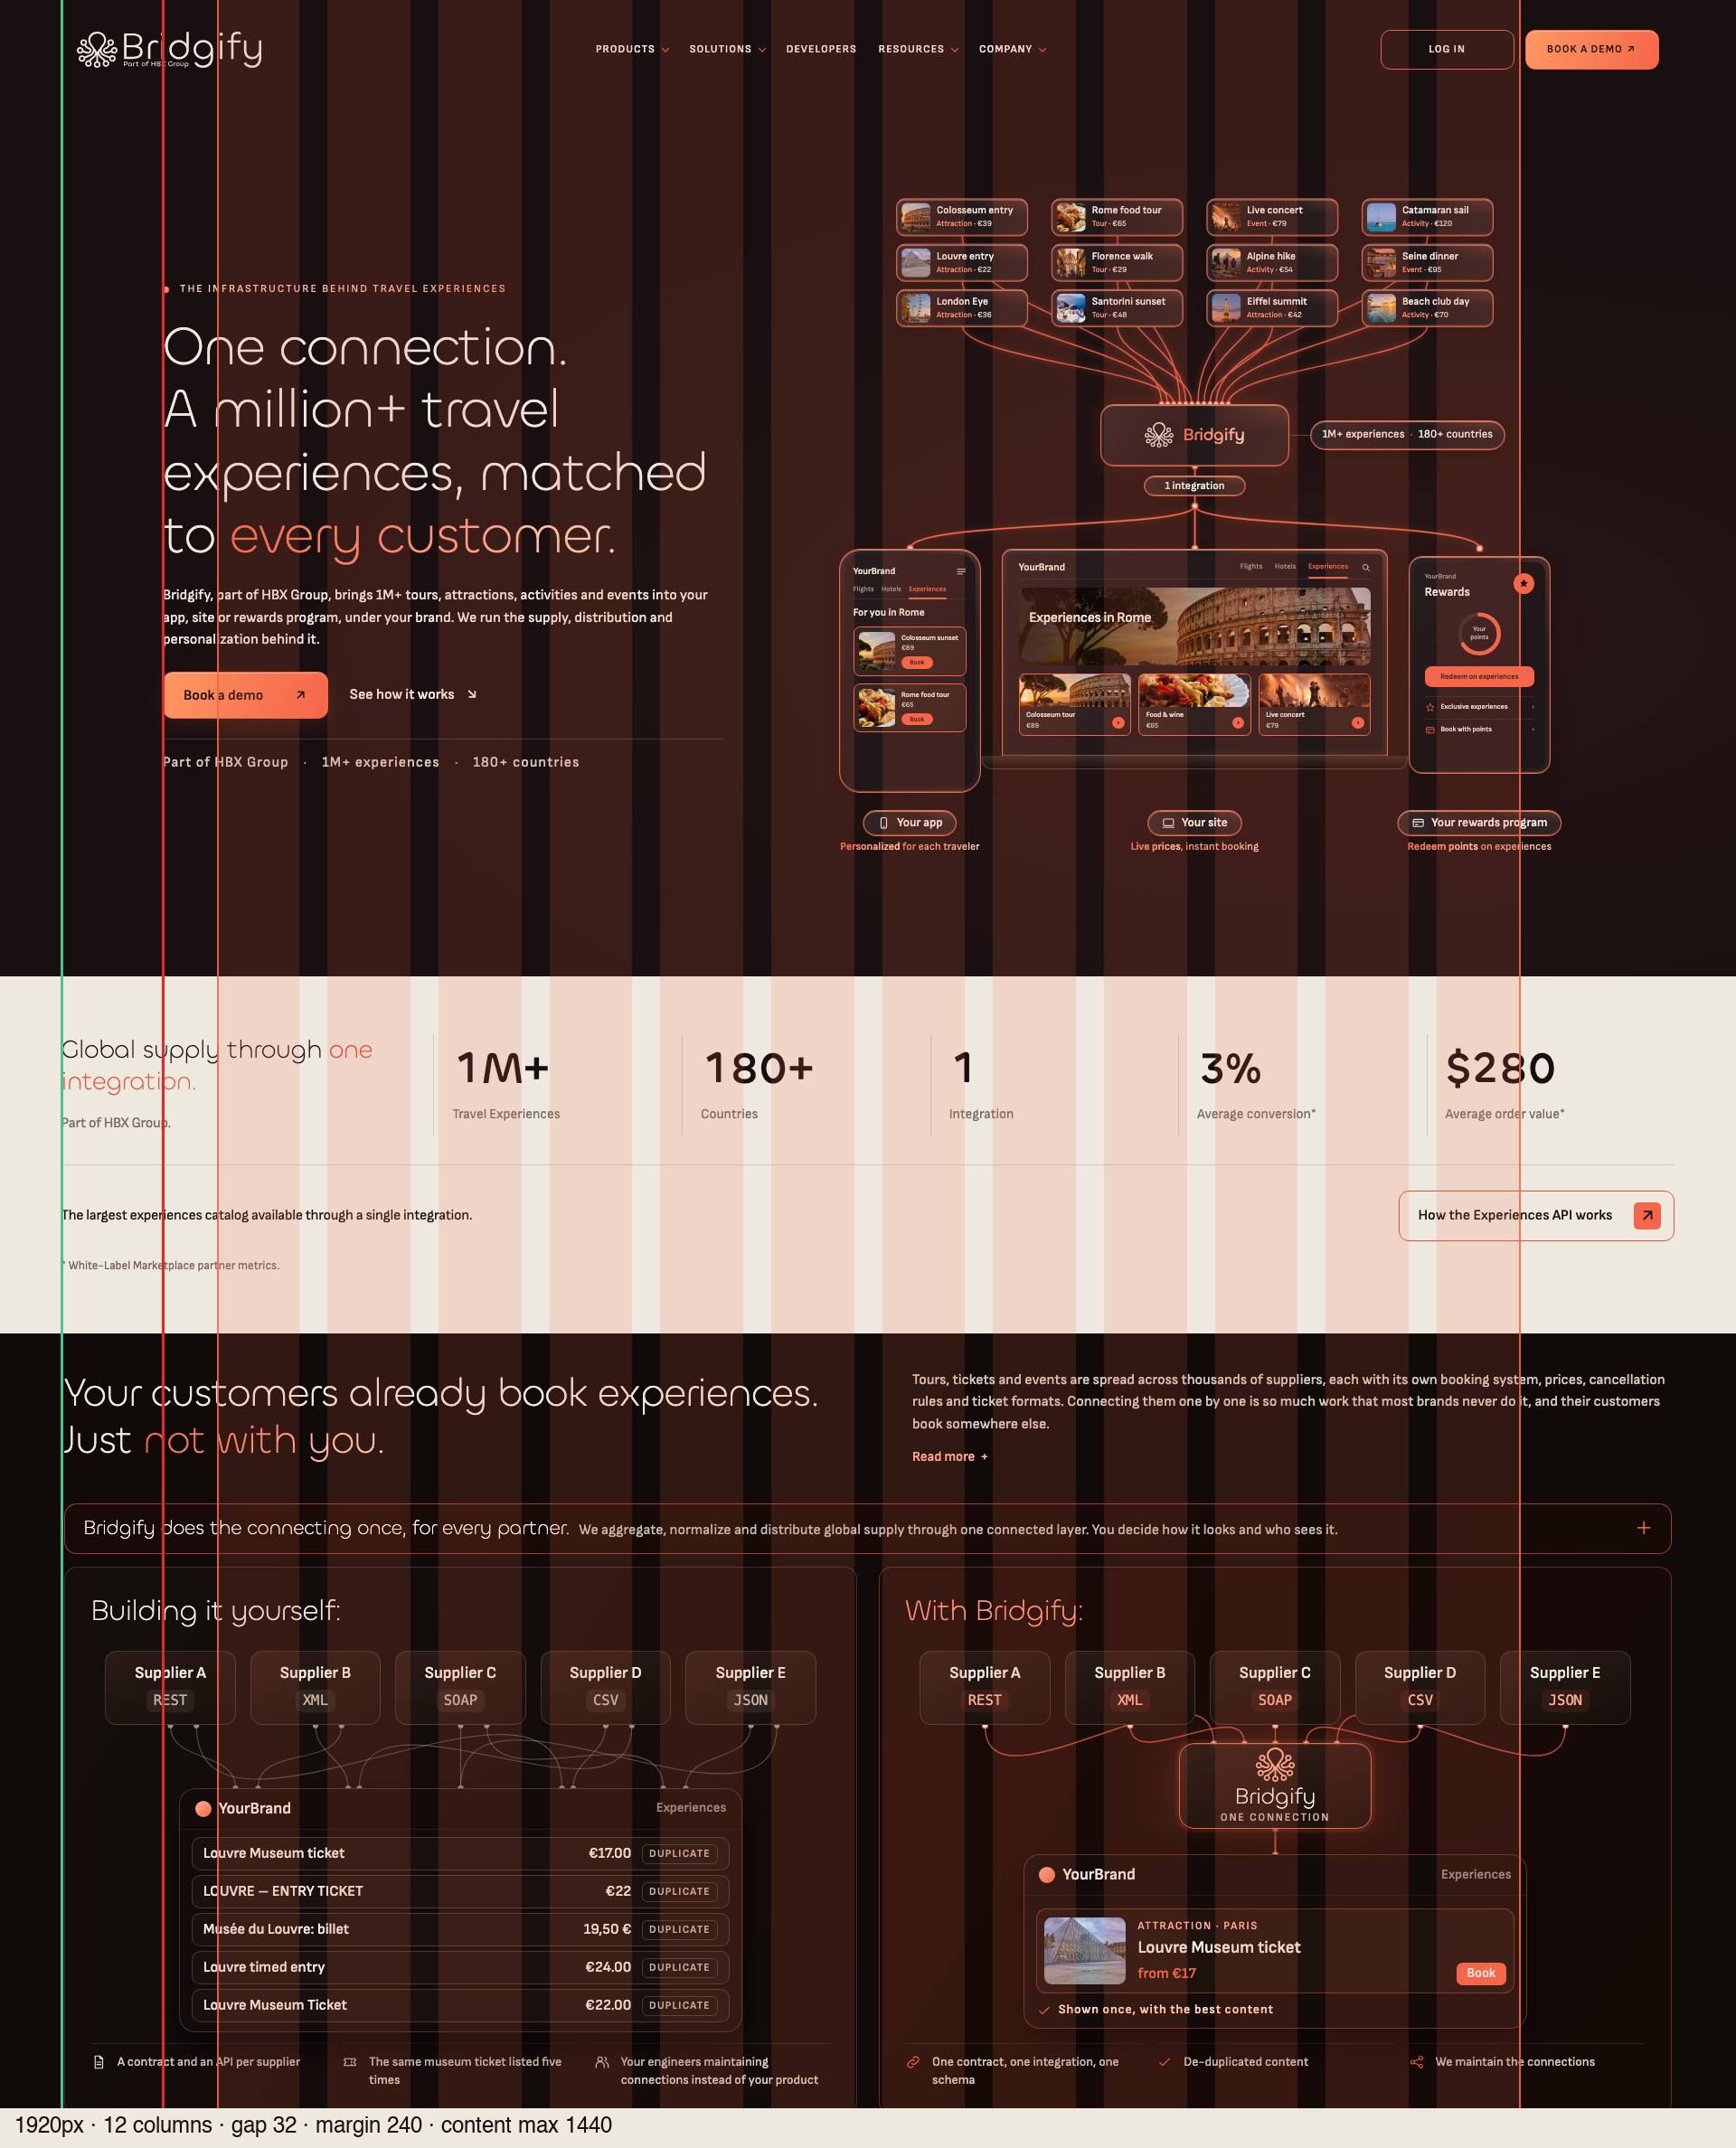 Bridgify
Part of HBX Group
PRODUCTS
SOLUTIONS
DEVELOPERS
RESOURCES
COMPANY
LOG IN
BOOK A DEMO
THE INFRASTRUCTURE BEHIND TRAVEL EXPERIENCES
One connection.
A million+ travel
experiences, matched
to every customer.
Bridgify, part of HBX Group, brings 1M+ tours, attractions, activities and events into your
app, site or rewards program, under your brand. We run the supply, distribution and
personalization behind it.
Book a demo
See how it works
Part of HBX Group · 1M+ experiences · 180+ countries
Colosseum entry
Attraction · €39
Rome food tour
Tour · €65
Live concert
Event · €79
Catamaran sail
Activity · €120
Louvre entry
Attraction · €22
Florence walk
Tour · €29
Alpine hike
Activity · €54
Seine dinner
Event · €95
London Eye
Attraction · €36
Santorini sunset
Tour · €48
Eiffel summit
Attraction · €42
Beach club day
Activity · €70
Bridgify
1M+ experiences · 180+ countries
1 integration
YourBrand
Flights Hotels Experiences
For you in Rome
Colosseum sunset
€89
Book
Rome food tour
€65
Book
YourBrand
Flights Hotels Experiences
Experiences in Rome
Colosseum tour
€89
Food & wine
€65
Live concert
€79
YourBrand
Rewards
Your
points
Redeem on experiences
Exclusive experiences
Book with points
Your app
Personalized for each traveler
Your site
Live prices, instant booking
Your rewards program
Redeem points on experiences
Global supply through one
integration.
Part of HBX Group.
1M+
Travel Experiences
180+
Countries
1
Integration
3%
Average conversion*
$280
Average order value*
The largest experiences catalog available through a single integration.
How the Experiences API works
* White-Label Marketplace partner metrics.
Your customers already book experiences.
Just not with you.
Tours, tickets and events are spread across thousands of suppliers, each with its own booking system, prices, cancellation
rules and ticket formats. Connecting them one by one is so much work that most brands never do it, and their customers
book somewhere else.
Read more +
Bridgify does the connecting once, for every partner. We aggregate, normalize and distribute global supply through one connected layer. You decide how it looks and who sees it.
Building it yourself:
Supplier A
REST
Supplier B
XML
Supplier C
SOAP
Supplier D
CSV
Supplier E
JSON
YourBrand
Experiences
Louvre Museum ticket €17.00 DUPLICATE
LOUVRE – ENTRY TICKET €22 DUPLICATE
Musée du Louvre: billet 19,50 € DUPLICATE
Louvre timed entry €24.00 DUPLICATE
Louvre Museum Ticket €22.00 DUPLICATE
A contract and an API per supplier
The same museum ticket listed five
times
Your engineers maintaining
connections instead of your product
With Bridgify:
Supplier A
REST
Supplier B
XML
Supplier C
SOAP
Supplier D
CSV
Supplier E
JSON
Bridgify
ONE CONNECTION
YourBrand
Experiences
ATTRACTION · PARIS
Louvre Museum ticket
from €17
Book
Shown once, with the best content
One contract, one integration, one
schema
De-duplicated content
We maintain the connections
1920px · 12 columns · gap 32 · margin 240 · content max 1440